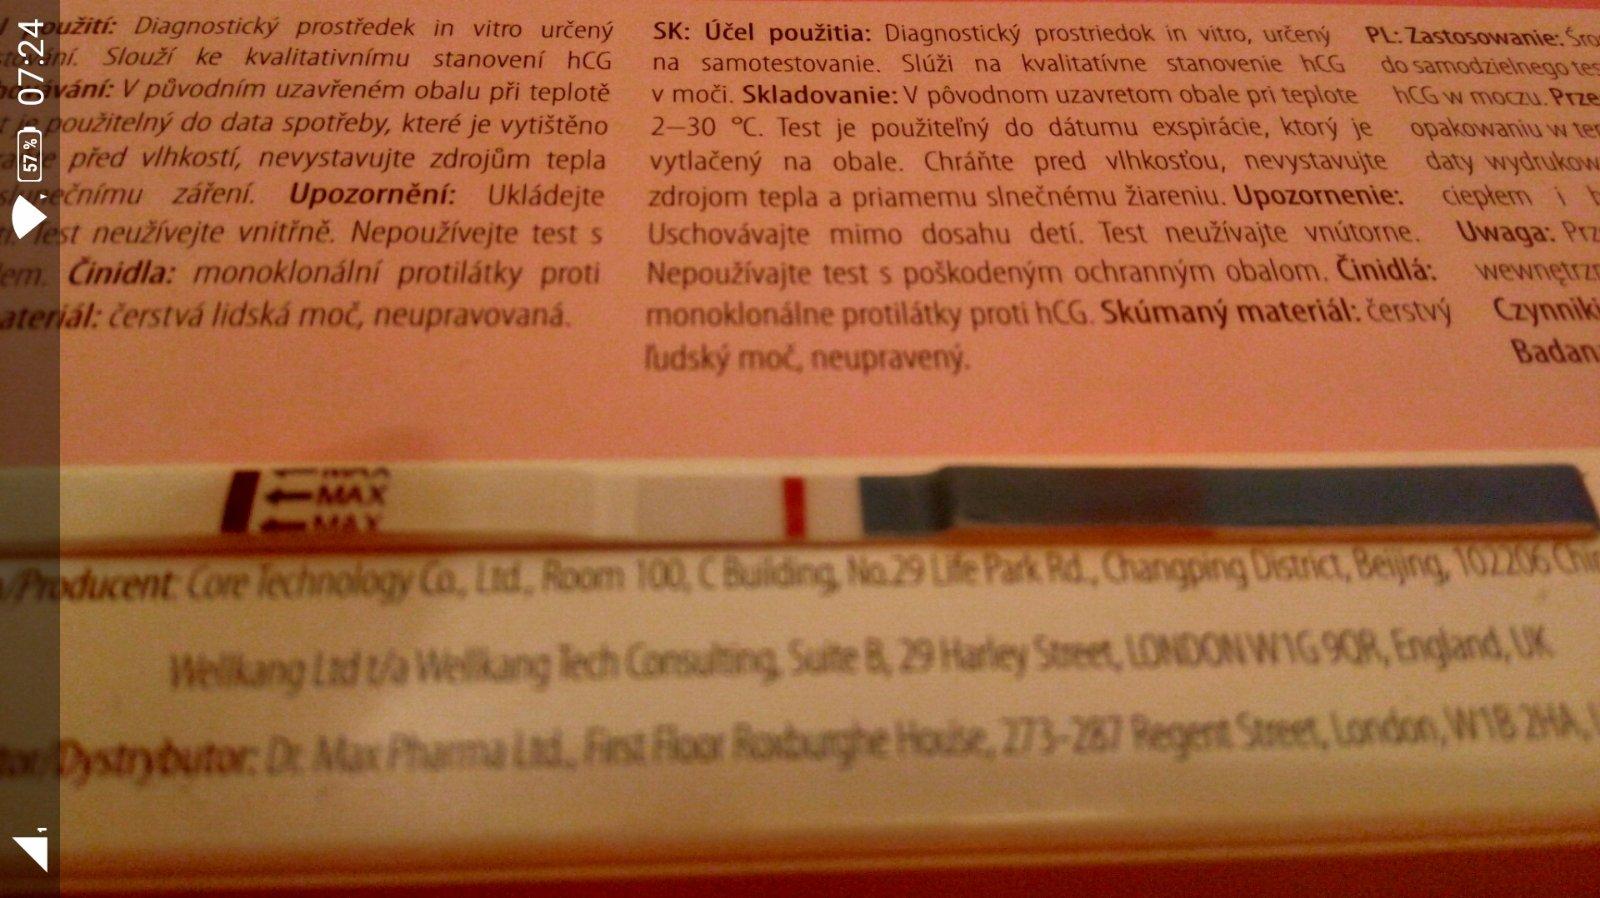 07:24
57 %
1
použití: Diagnostický prostředek in vitro určený
Slouží ke kvalitativnímu stanovení hCG
V původním uzavřeném obalu při teplotě
je použitelný do data spotřeby, které je vytištěno
před vlhkostí, nevystavujte zdrojům tepla
slunečnímu záření. Upozornění: Ukládejte
Test neužívejte vnitřně. Nepoužívejte test s
Činidla: monoklonální protilátky proti
materiál: čerstvá lidská moč, neupravovaná.
SK: Účel použitia: Diagnostický prostriedok in vitro, určený
na samotestovanie. Slúži na kvalitatívne stanovenie hCG
v moči. Skladovanie: V pôvodnom uzavretom obale pri teplote
2–30 °C. Test je použiteľný do dátumu exspirácie, ktorý je
vytlačený na obale. Chráňte pred vlhkosťou, nevystavujte
zdrojom tepla a priamemu slnečnému žiareniu. Upozornenie:
Uschovávajte mimo dosahu detí. Test neužívajte vnútorne.
Nepoužívajte test s poškodeným ochranným obalom. Činidlá:
monoklonálne protilátky proti hCG. Skúmaný materiál: čerstvý
ľudský moč, neupravený.
PL: Zastosowanie:
do samodzielnego
hCG w moczu.
opakowaniu w
daty
ciepłem i
Uwaga:
Czynniki
MAX
MAX
MAX
/Producent: Core Technology Co., Ltd., Room 100, C Building, No.29 Life Park Rd., Changping District, Beijing, 102206
Wellkang Ltd t/a Wellkang Tech Consulting, Suite B, 29 Harley Street, LONDON W1G 9QR, England, UK
/Dystrybutor: Dr. Max Pharma Ltd., First Floor Roxburghe House, 273-287 Regent Street, London, W1B 2HA,